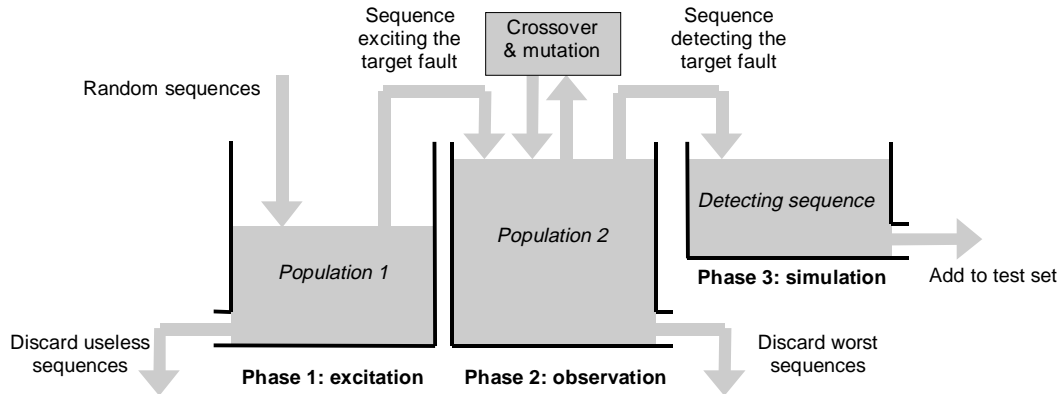 Sequence
exciting the
target fault
Crossover
& mutation
Sequence
detecting the
target fault
Random sequences
Population 1
Population 2
Detecting sequence
Phase 3: simulation
Add to test set
Discard useless
sequences
Phase 1: excitation
Phase 2: observation
Discard worst
sequences